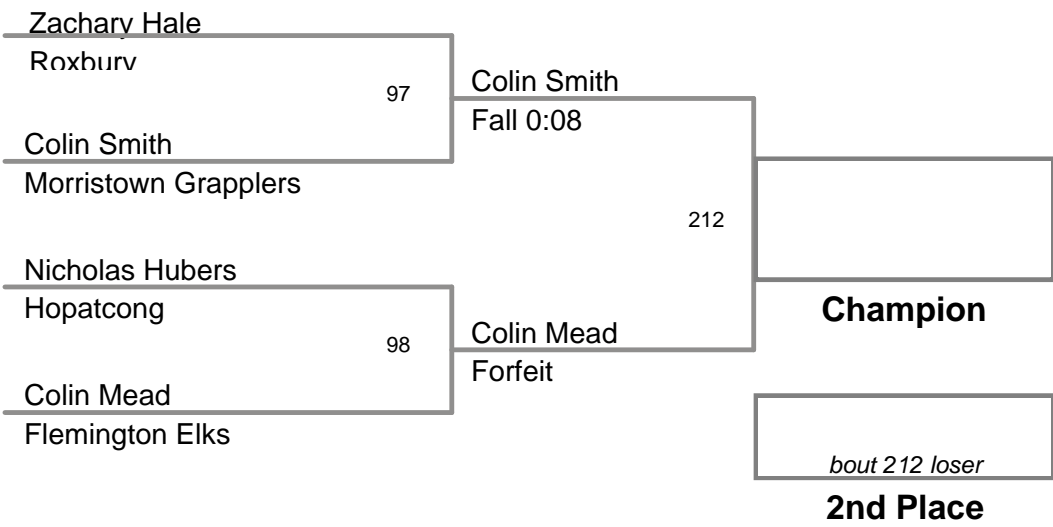 Zachary Hale
Roxbury
97
Colin Smith
Morristown Grapplers
Colin Smith
Fall 0:08
212
Nicholas Hubers
Hopatcong
98
Colin Mead
Flemington Elks
Colin Mead
Forfeit
Champion
bout 212 loser
2nd Place